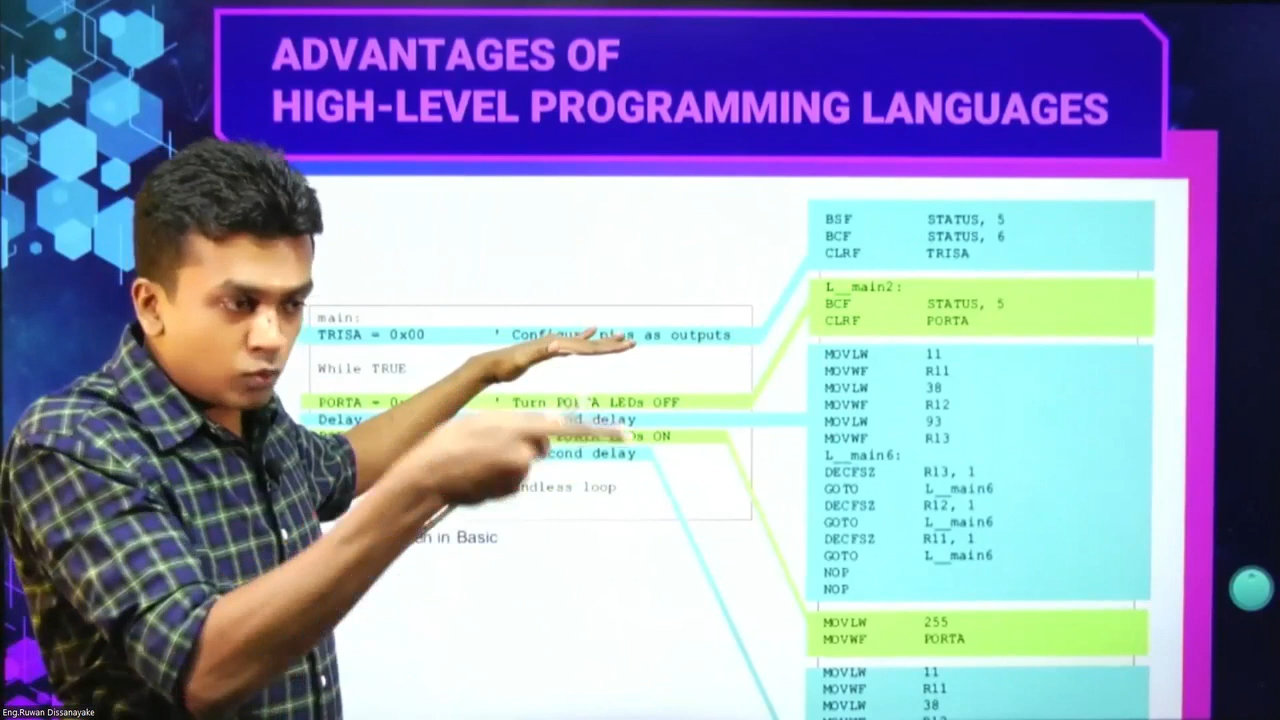 ADVANTAGES OF
HIGH-LEVEL PROGRAMMING LANGUAGES
main:
TRISA = 0x00 ' Configure pins as outputs
While TRUE
PORTA = ' Turn PORTA LEDs OFF
Delay delay
LEDs ON
delay
loop
in Basic
BSF STATUS, 5
BCF STATUS, 6
CLRF TRISA
L__main2:
BCF STATUS, 5
CLRF PORTA
MOVLW 11
MOVWF R11
MOVLW 38
MOVWF R12
MOVLW 93
MOVWF R13
L__main6:
DECFSZ R13, 1
GOTO L__main6
DECFSZ R12, 1
GOTO L__main6
DECFSZ R11, 1
GOTO L__main6
NOP
NOP
MOVLW 255
MOVWF PORTA
MOVLW 11
MOVWF R11
MOVLW 38
Eng.Ruwan Dissanayake